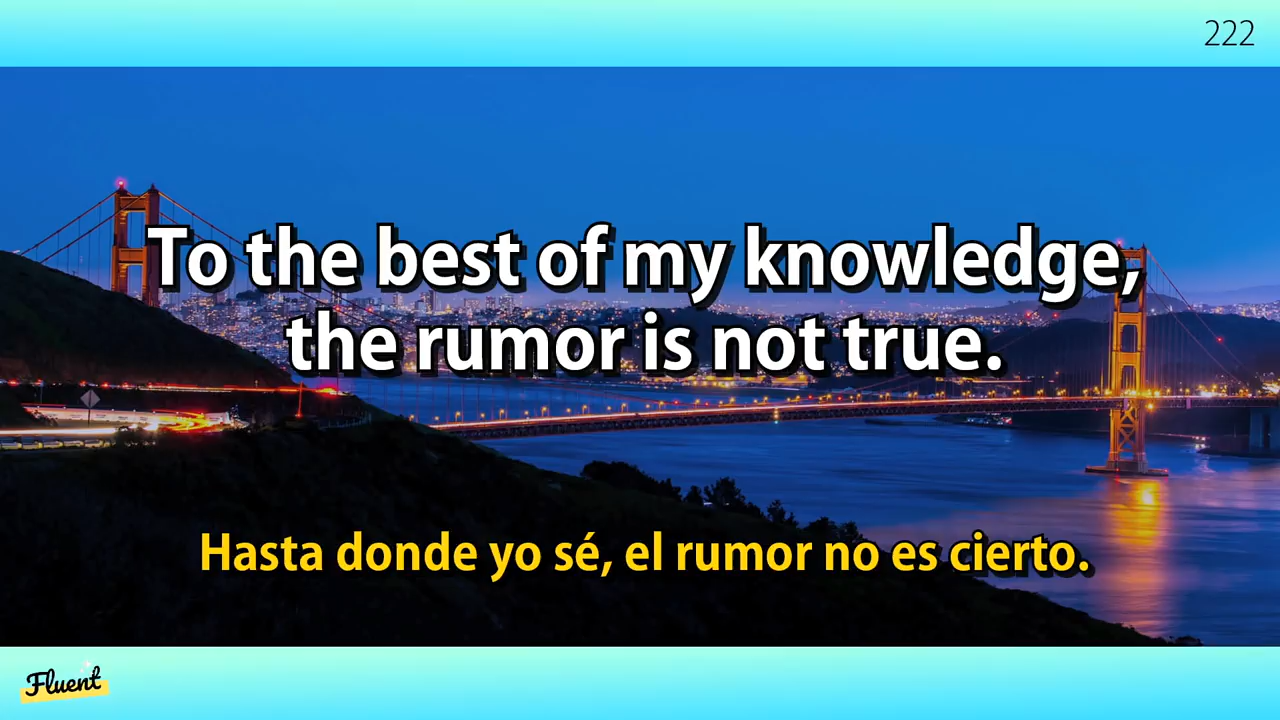 222
To the best of my knowledge,
the rumor is not true.
Hasta donde yo sé, el rumor no es cierto.
Fluent